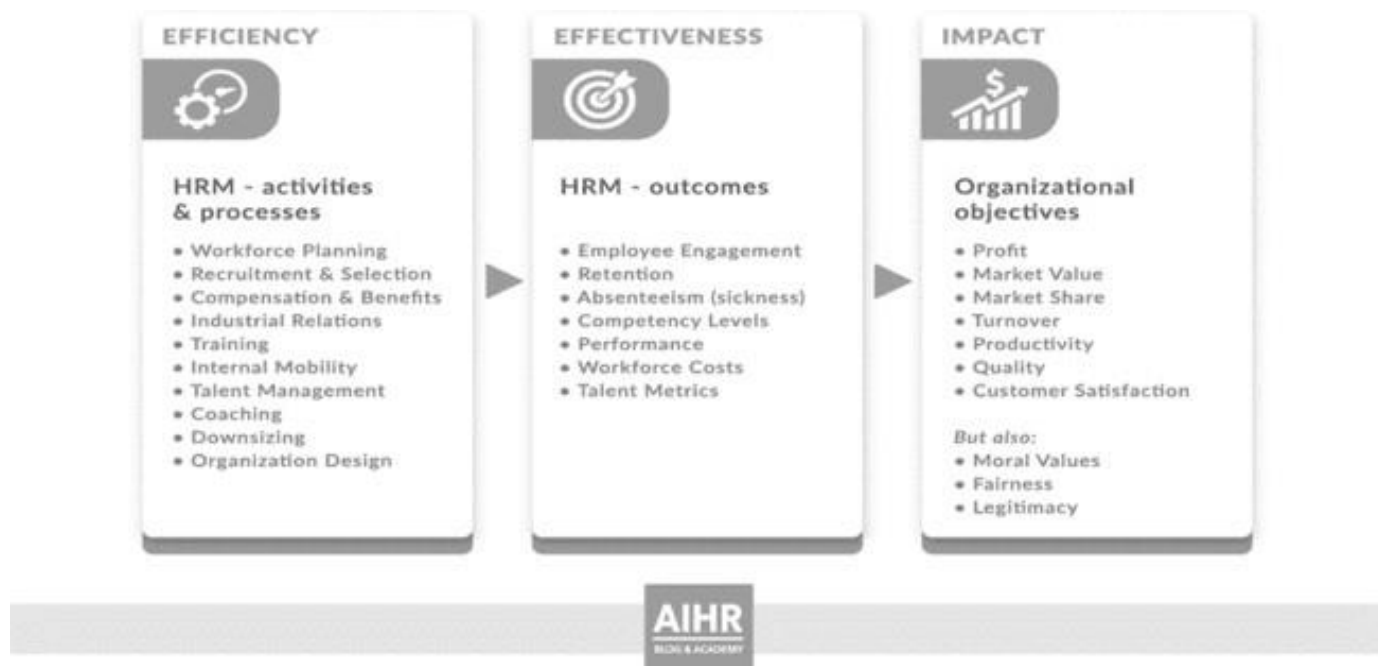 EFFICIENCY
HRM - activities
& processes
• Workforce Planning
• Recruitment & Selection
• Compensation & Benefits
• Industrial Relations
• Training
• Internal Mobility
• Talent Management
• Coaching
• Downsizing
• Organization Design
EFFECTIVENESS
HRM - outcomes
• Employee Engagement
• Retention
• Absenteeism (sickness)
• Competency Levels
• Performance
• Workforce Costs
• Talent Metrics
IMPACT
$
Organizational
objectives
• Profit
• Market Value
• Market Share
• Turnover
• Productivity
• Quality
• Customer Satisfaction
But also:
• Moral Values
• Fairness
• Legitimacy
AIHR
BLOG & ACADEMY